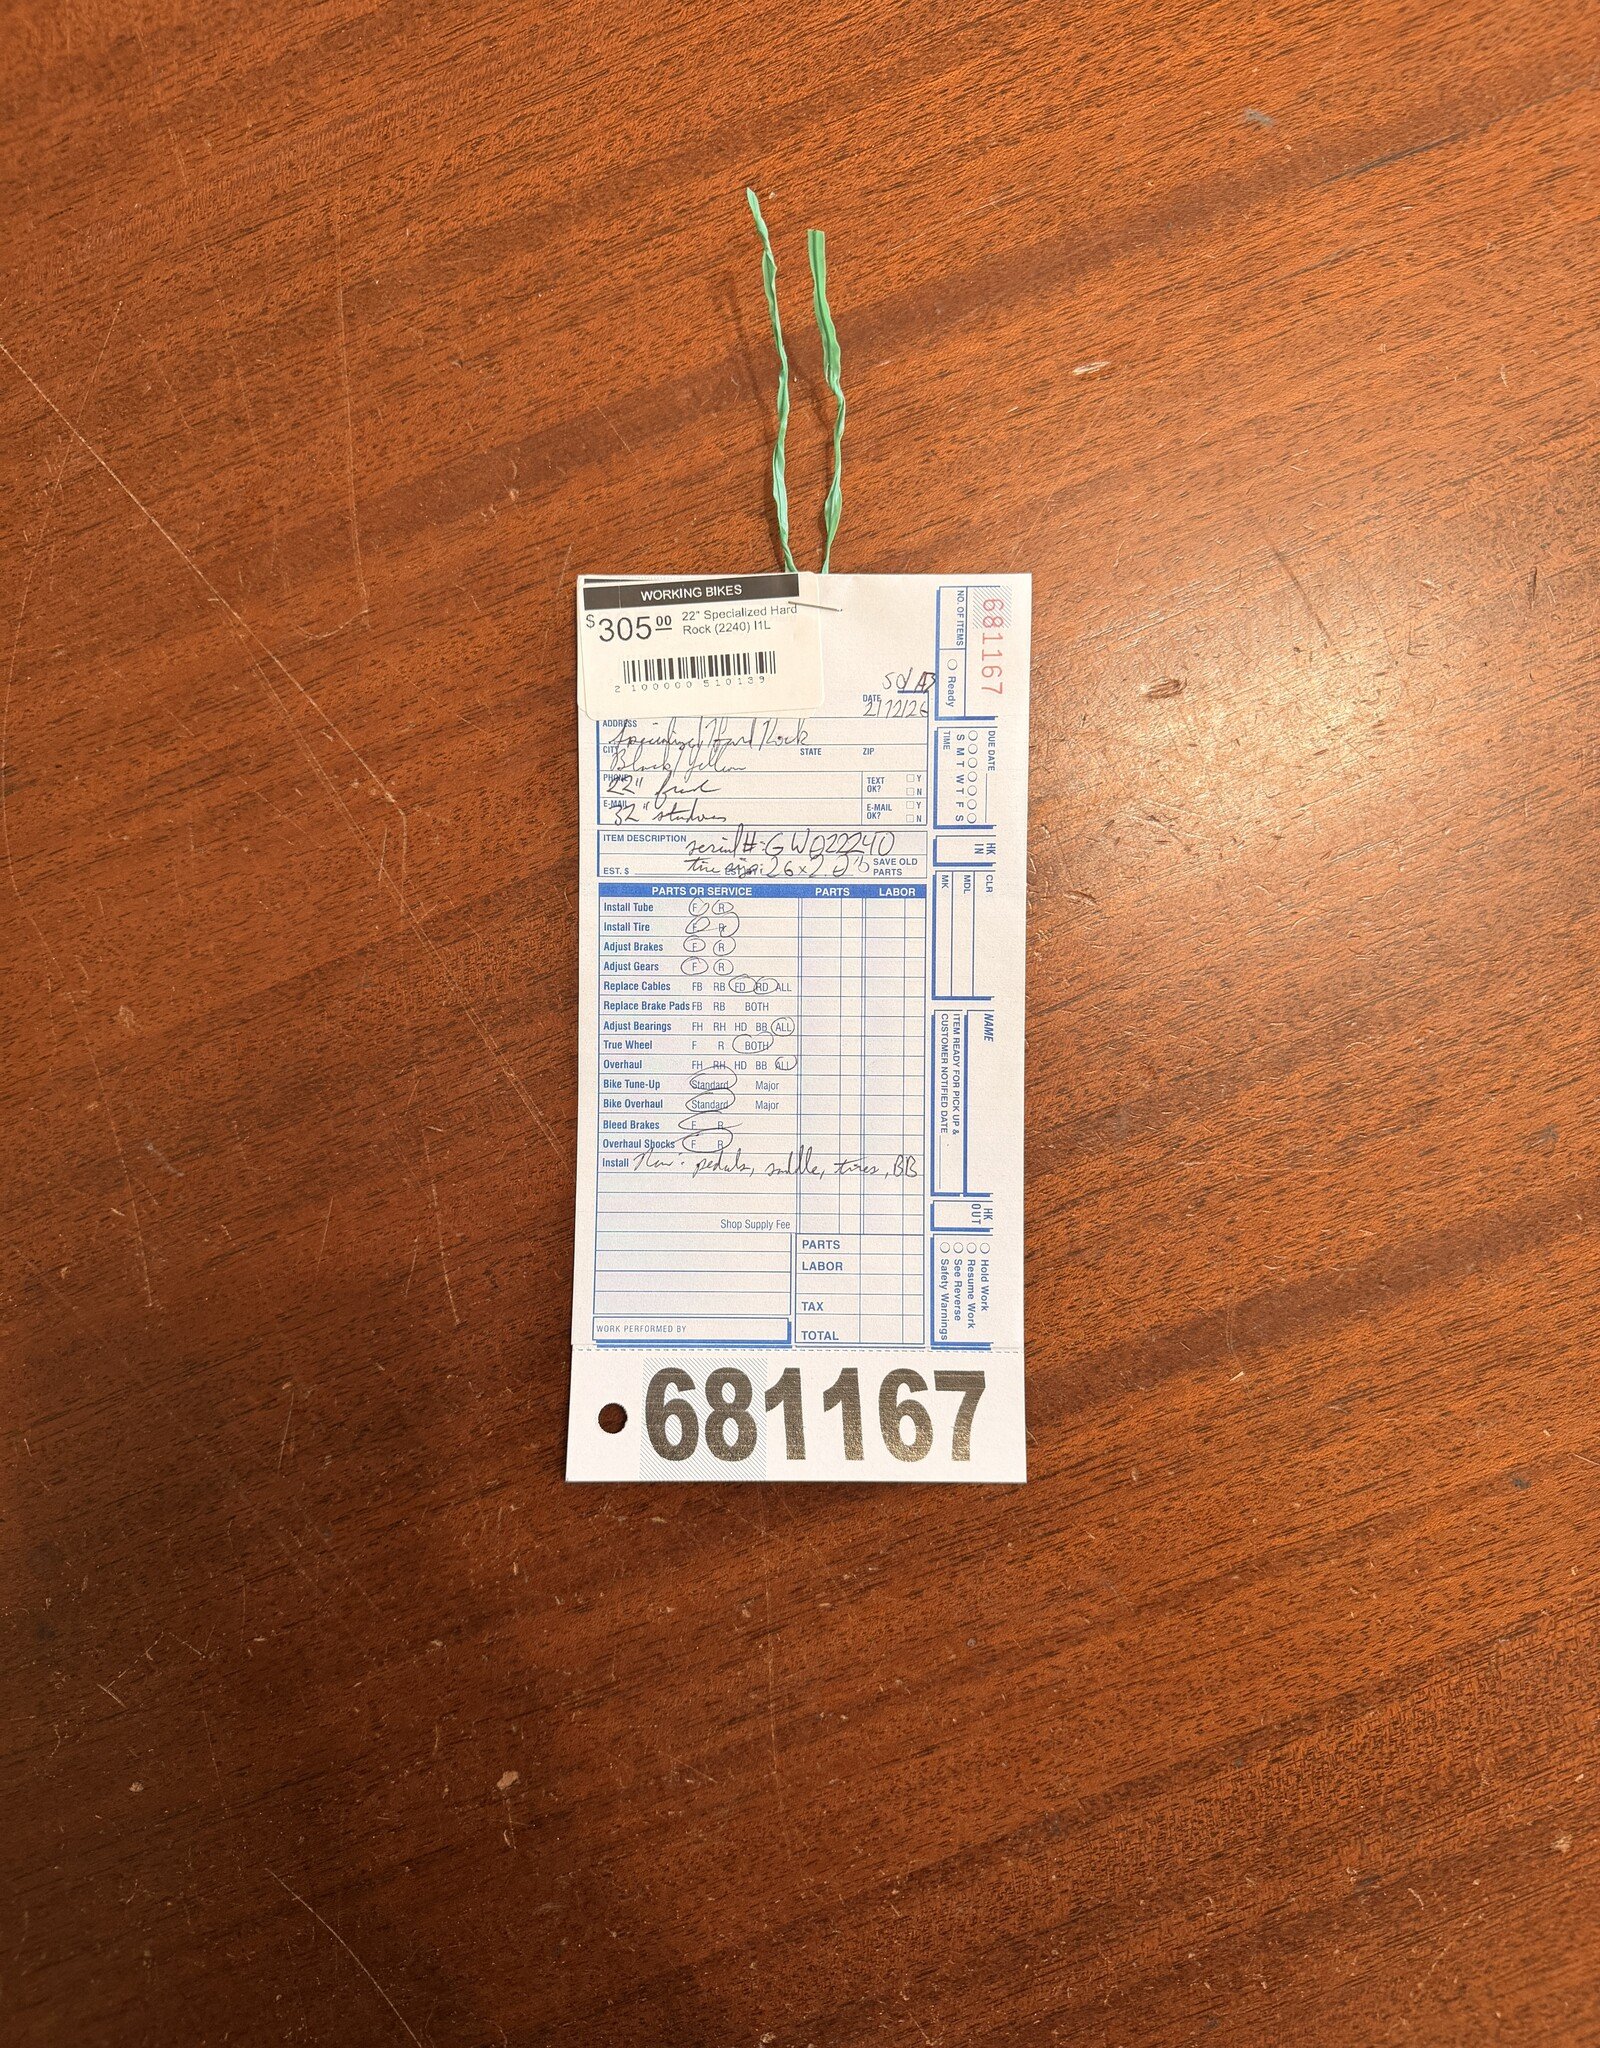 WORKING BIKES
$305.00 22" Specialized Hard
Rock (2240) I1L
2 100000 510189
DATE
2/12/26
ADDRESS
Specialized Hard Rock
CITY STATE ZIP
Black/yellow
PHONE TEXT OK? Y N
22"
E-MAIL E-MAIL OK? Y N
32"
ITEM DESCRIPTION serial #: GW022240
EST. $ tire size: 26x2.0 SAVE OLD PARTS
PARTS OR SERVICE PARTS LABOR
Install Tube F R
Install Tire F R
Adjust Brakes F R
Adjust Gears F R
Replace Cables FB RB FD RD ALL
Replace Brake Pads FB RB BOTH
Adjust Bearings FH RH HD BB ALL
True Wheel F R BOTH
Overhaul FH RH HD BB ALL
Bike Tune-Up Standard Major
Bike Overhaul Standard Major
Bleed Brakes F R
Overhaul Shocks F R
Install New: pedals, saddle, tires, BB
Shop Supply Fee
PARTS
LABOR
TAX
WORK PERFORMED BY
TOTAL
681167
681167
NO. OF ITEMS
Ready
DUE DATE
S M T W T F S
TIME
HK IN
CLR
MDL
MK
NAME
ITEM READY FOR PICK UP &
CUSTOMER NOTIFIED DATE
HK OUT
Hold Work
Resume Work
See Reverse
Safety Warnings